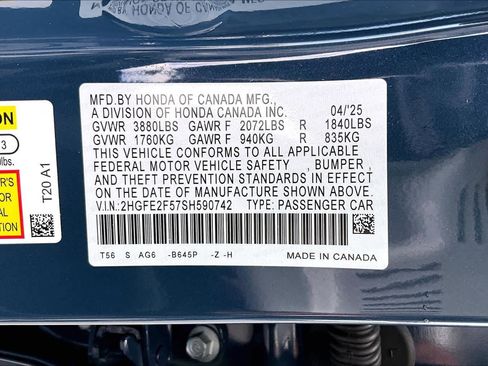 ION
3
lbs.
T20 A1
MFD.BY HONDA OF CANADA MFG.,
A DIVISION OF HONDA CANADA INC. 04/'25
GVWR 3880LBS GAWR F 2072LBS R 1840LBS
GVWR 1760KG GAWR F 940KG R 835KG
THIS VEHICLE CONFORMS TO ALL APPLICABLE
FEDERAL MOTOR VEHICLE SAFETY , BUMPER ,
AND THEFT PREVENTION STANDARDS IN EFFECT
ON THE DATE OF MANUFACTURE SHOWN ABOVE.
V.I.N: 2HGFE2F57SH590742 TYPE: PASSENGER CAR
T56 S AG6 -B645P -Z -H
MADE IN CANADA